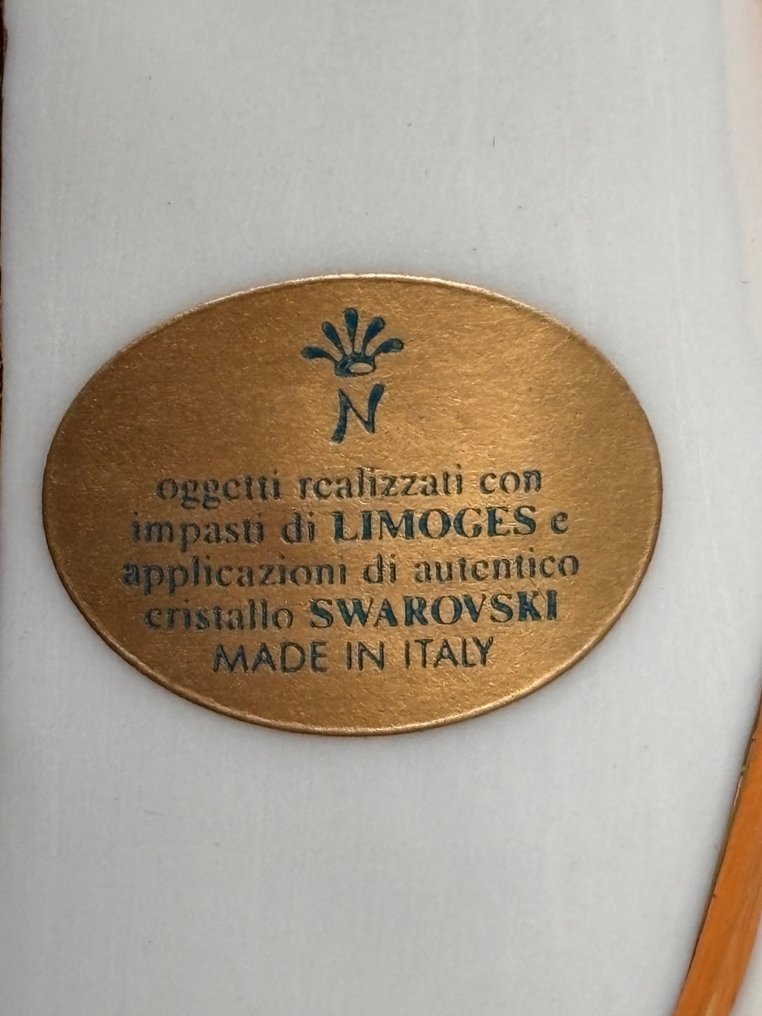 N
oggetti realizzati con
impasti di LIMOGES e
applicazioni di autentico
cristallo SWAROVSKI
MADE IN ITALY